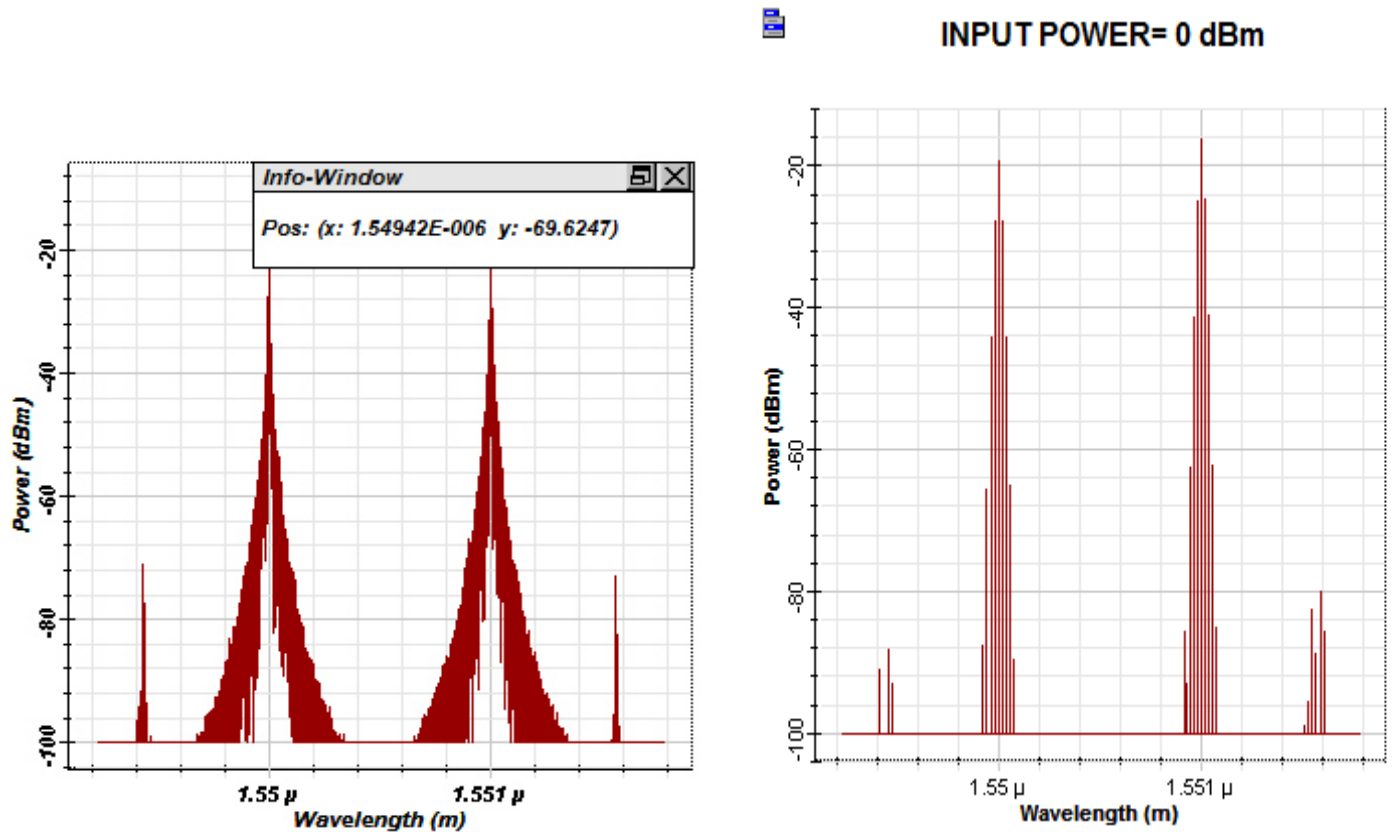 INPUT POWER= 0 dBm
Info-Window
Pos: (x: 1.54942E-006 y: -69.6247)
-20
-40
-60
-80
-100
Power (dBm)
1.55 µ
1.551 µ
Wavelength (m)
-20
-40
-60
-80
-100
Power (dBm)
1.55 µ
1.551 µ
Wavelength (m)